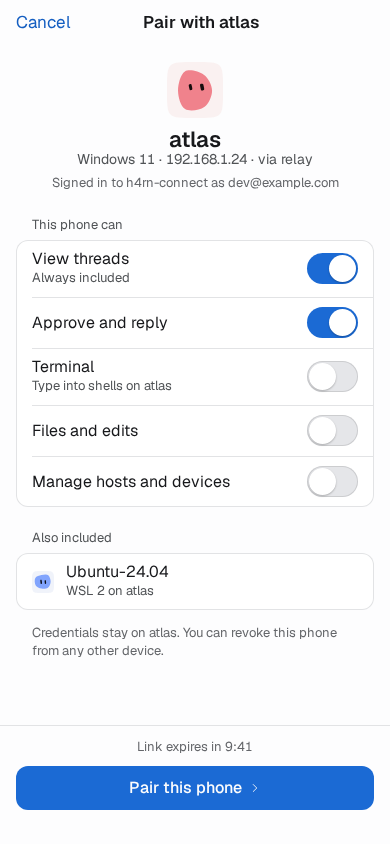 Cancel
Pair with atlas
atlas
Windows 11 · 192.168.1.24 · via relay
Signed in to h4rn-connect as dev@example.com
This phone can
View threads
Always included
Approve and reply
Terminal
Type into shells on atlas
Files and edits
Manage hosts and devices
Also included
Ubuntu-24.04
WSL 2 on atlas
Credentials stay on atlas. You can revoke this phone
from any other device.
Link expires in 9:41
Pair this phone